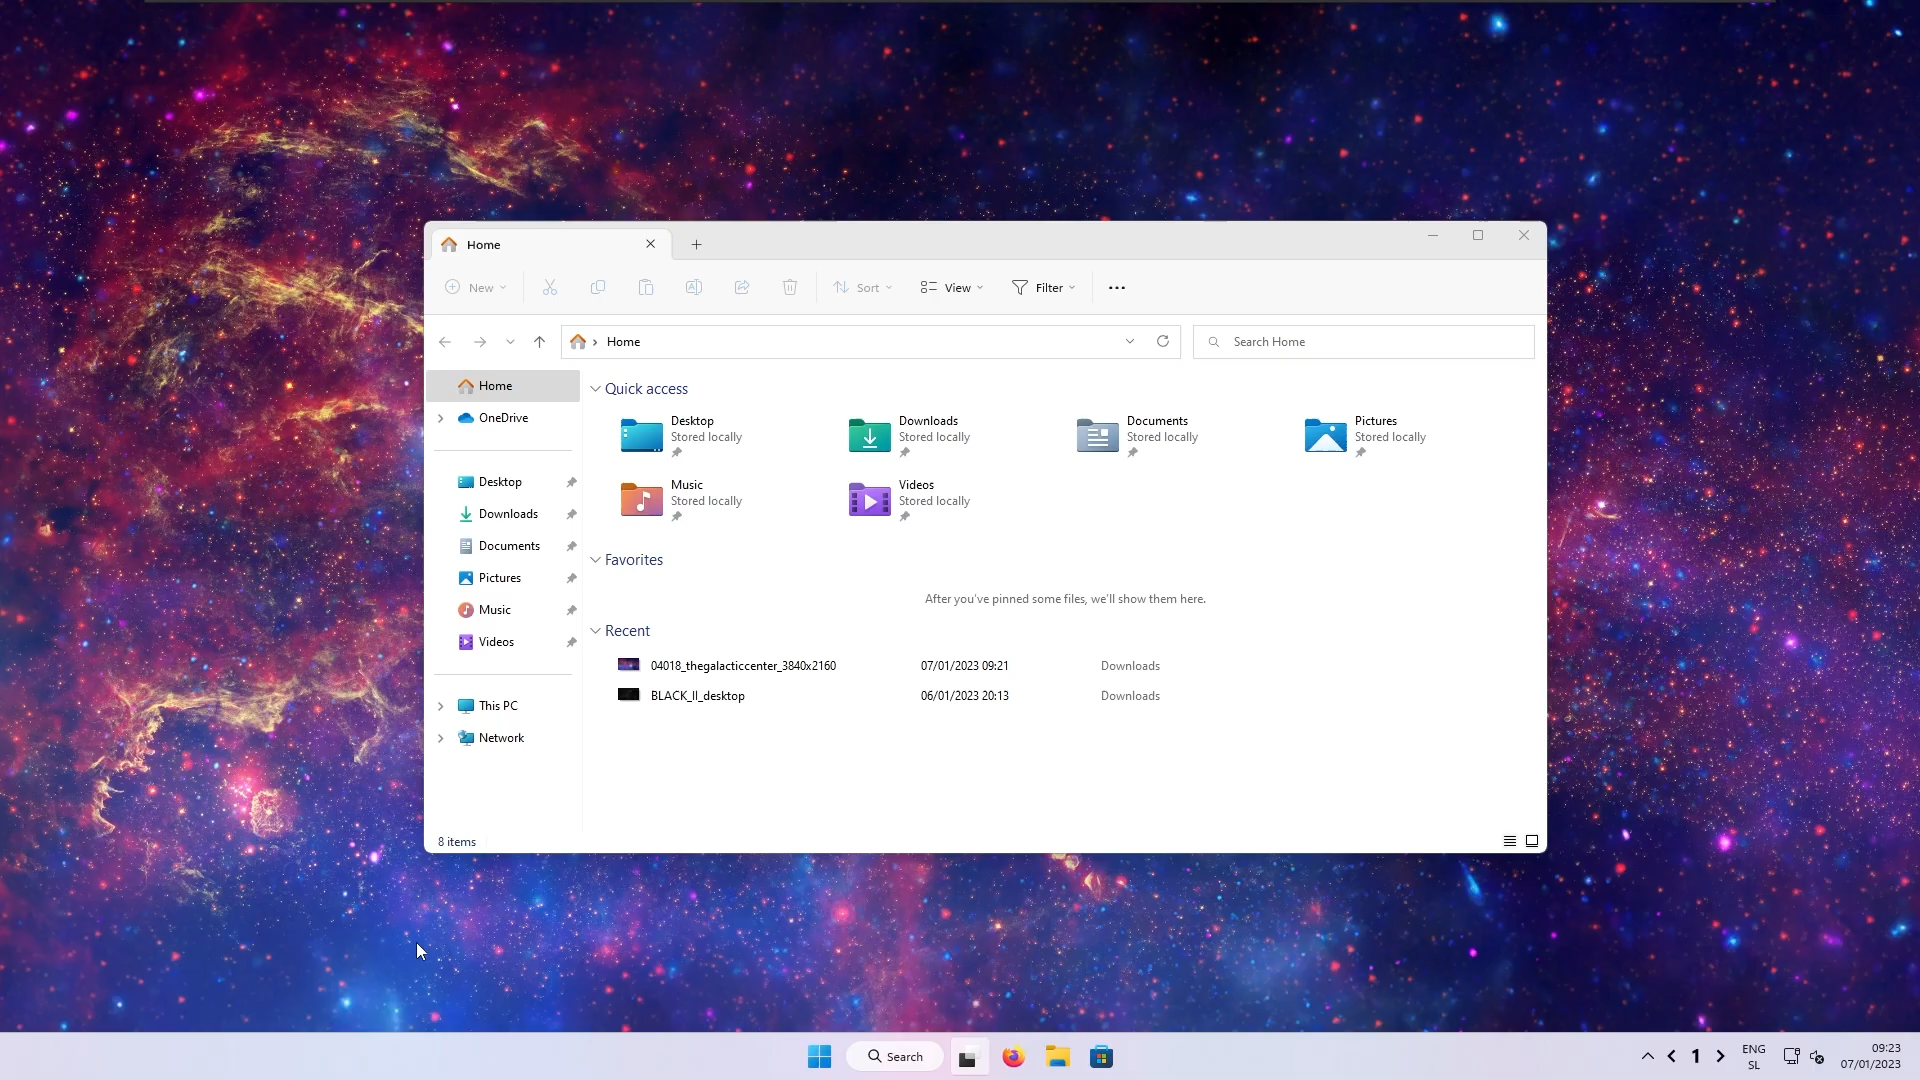 Home
New
Sort
View
Filter
Home
Search Home
Home
OneDrive
Desktop
Downloads
Documents
Pictures
Music
Videos
This PC
Network
Quick access
Desktop
Stored locally
Downloads
Stored locally
Documents
Stored locally
Pictures
Stored locally
Music
Stored locally
Videos
Stored locally
Favorites
After you've pinned some files, we'll show them here.
Recent
04018_thegalacticcenter_3840x2160 07/01/2023 09:21 Downloads
BLACK_II_desktop 06/01/2023 20:13 Downloads
8 items
Search
1
ENG
SL
09:23
07/01/2023